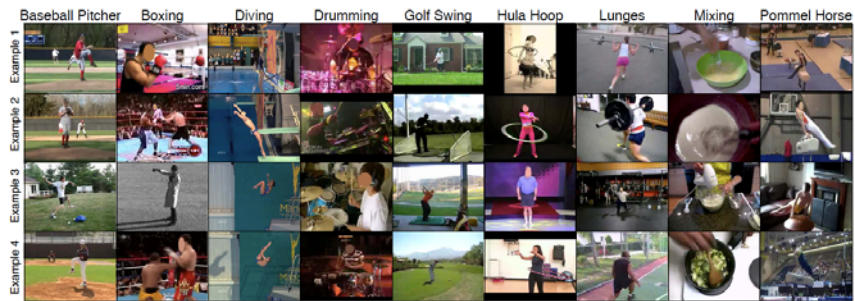 Baseball Pitcher Boxing Diving Drumming Golf Swing Hula Hoop Lunges Mixing Pommel Horse
Example 1
Example 2
Example 3
Example 4